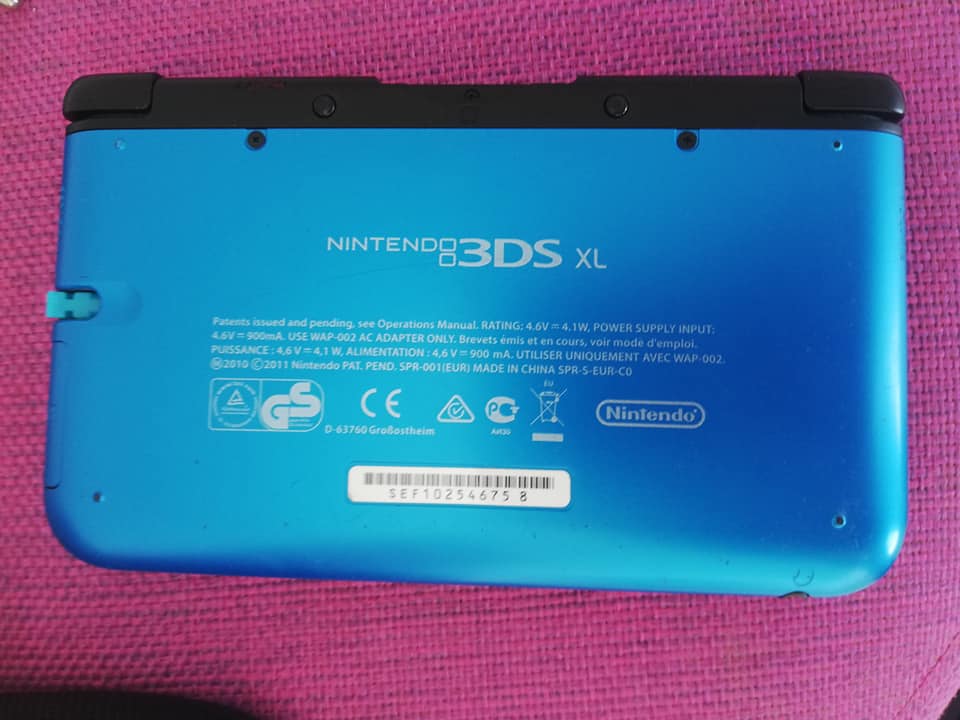 NINTENDO 3DS XL
Patents issued and pending, see Operations Manual. RATING: 4.6V ⎓ 4.1W, POWER SUPPLY INPUT:
4.6V ⎓ 900mA. USE WAP-002 AC ADAPTER ONLY. Brevets émis et en cours, voir mode d'emploi.
PUISSANCE : 4,6 V ⎓ 4,1 W, ALIMENTATION : 4,6 V ⎓ 900 mA. UTILISER UNIQUEMENT AVEC WAP-002.
Ⓜ2010 Ⓒ2011 Nintendo PAT. PEND. SPR-001(EUR) MADE IN CHINA SPR-S-EUR-C0
EU
GS CE PC Nintendo
D-63760 Großostheim
SEF10254675 8